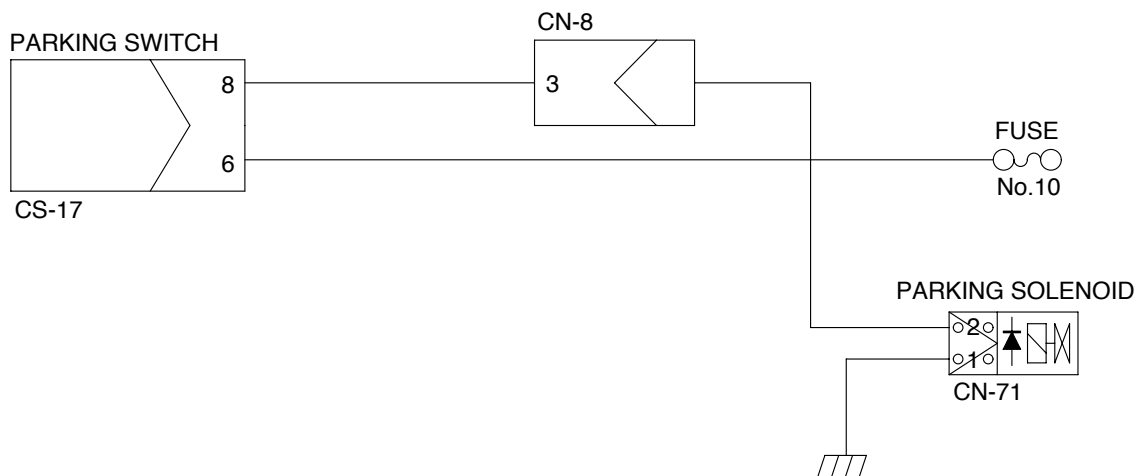 CN-8
PARKING SWITCH
8
3
6
FUSE
No.10
CS-17
PARKING SOLENOID
2
1
CN-71